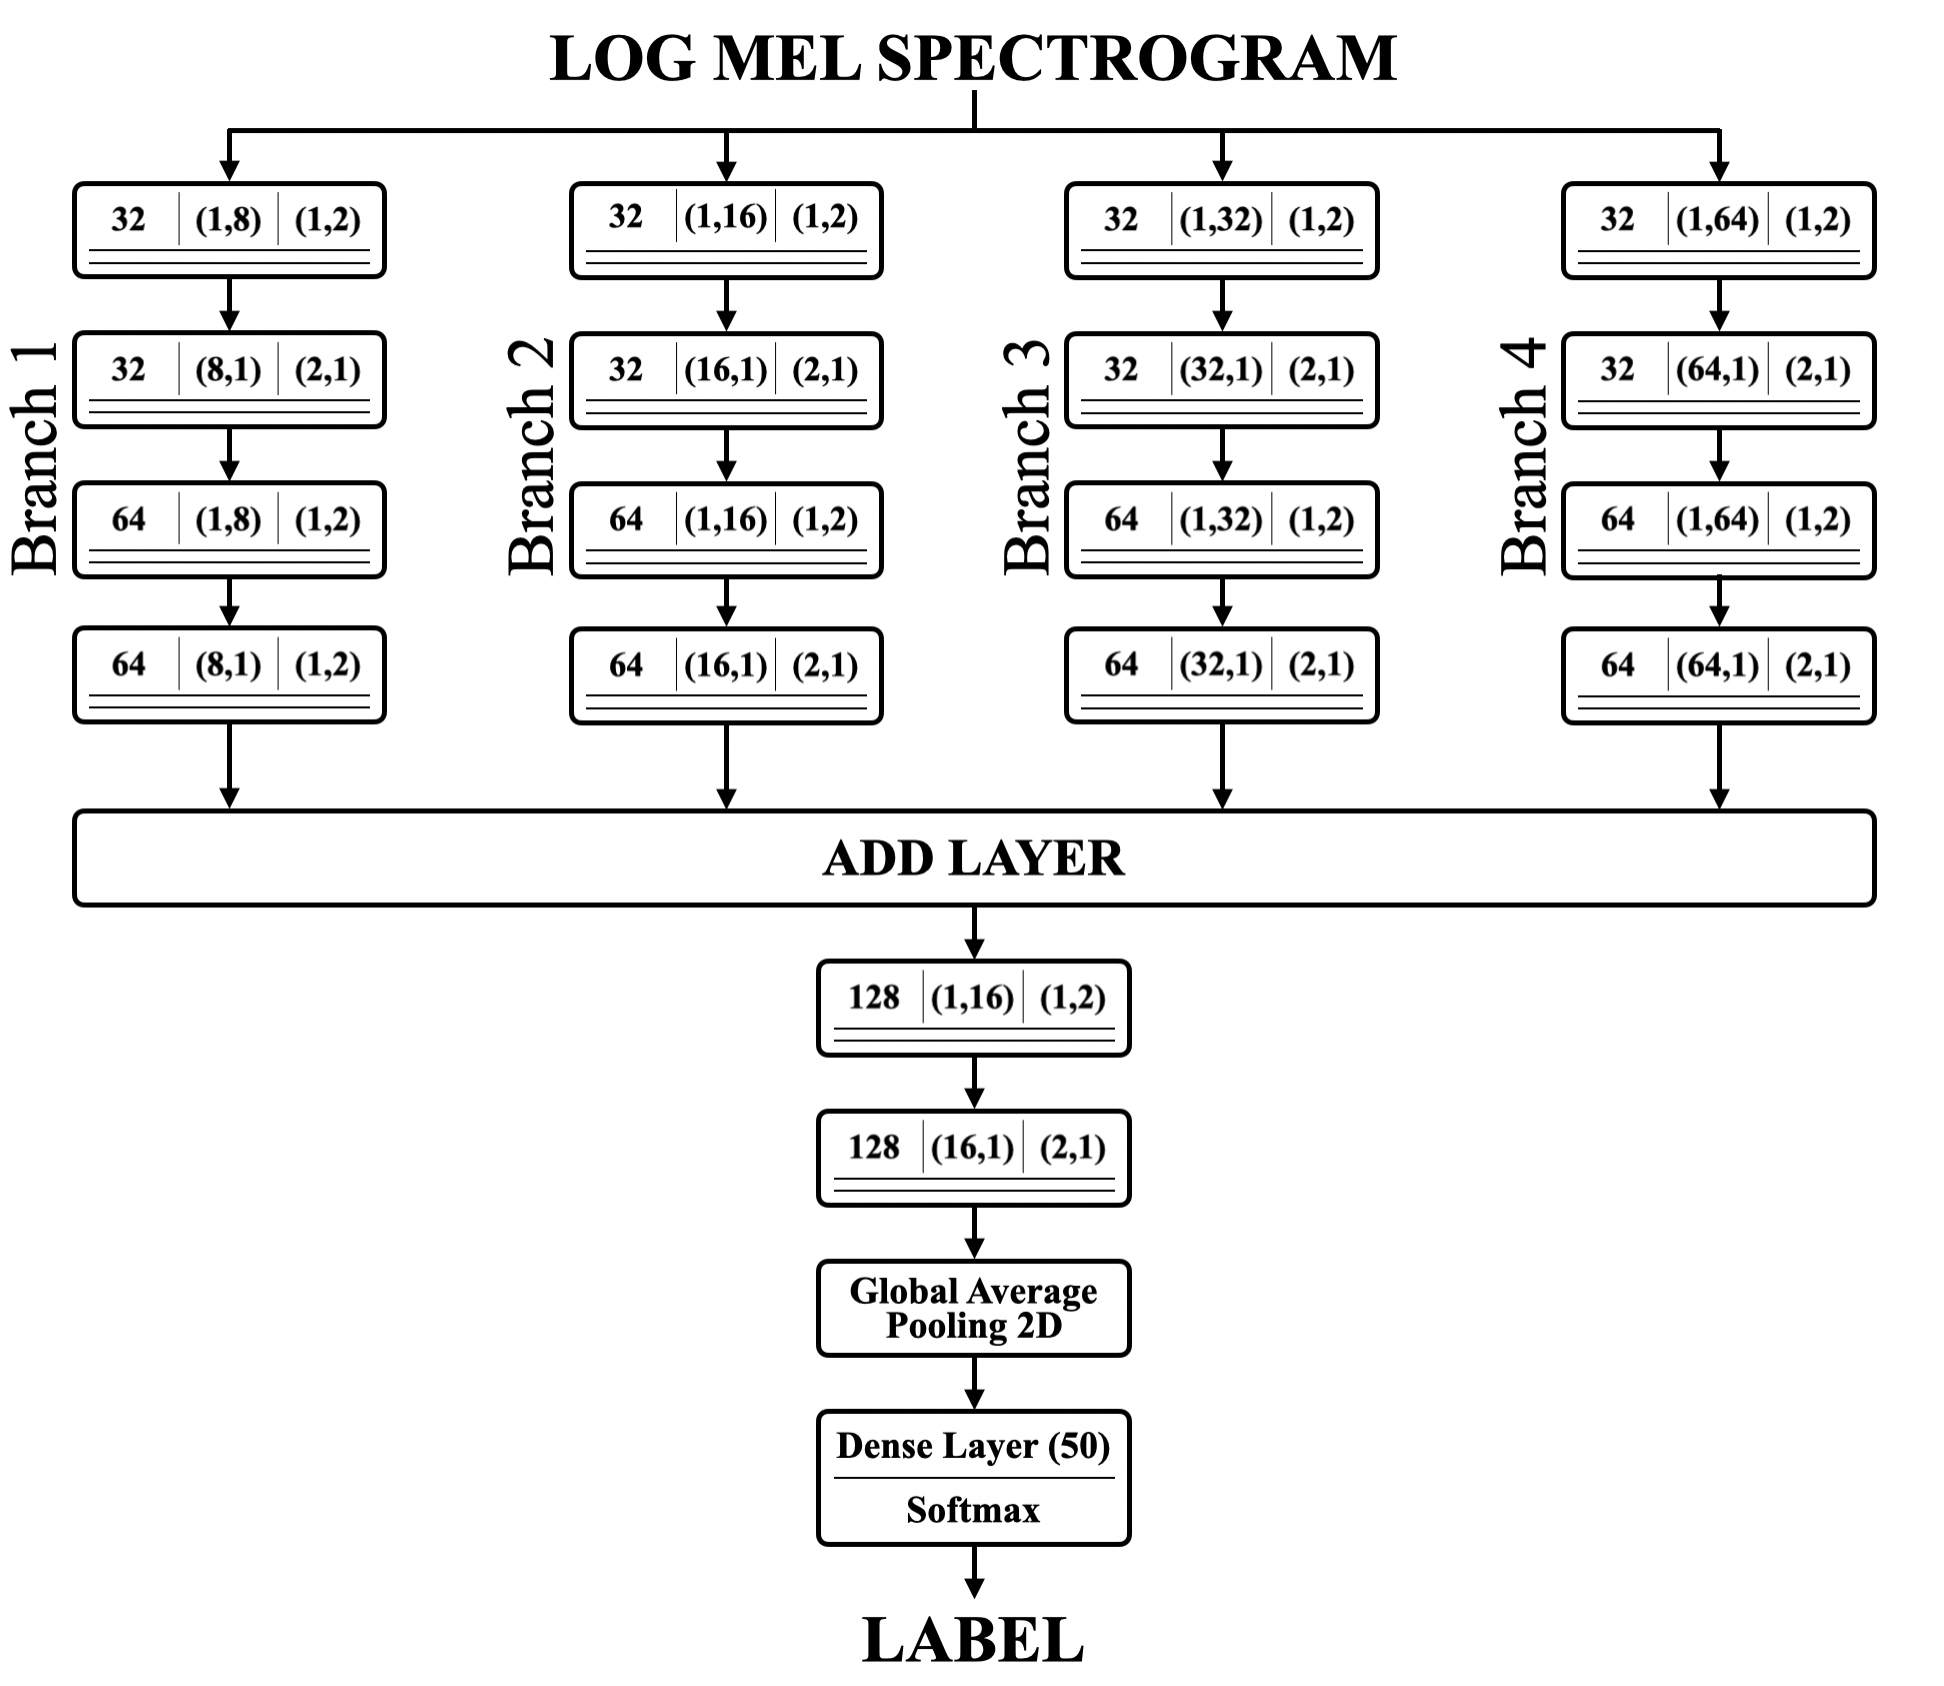 LOG MEL SPECTROGRAM
Branch 1
32 (1,8) (1,2)
32 (8,1) (2,1)
64 (1,8) (1,2)
64 (8,1) (1,2)
Branch 2
32 (1,16) (1,2)
32 (16,1) (2,1)
64 (1,16) (1,2)
64 (16,1) (2,1)
Branch 3
32 (1,32) (1,2)
32 (32,1) (2,1)
64 (1,32) (1,2)
64 (32,1) (2,1)
Branch 4
32 (1,64) (1,2)
32 (64,1) (2,1)
64 (1,64) (1,2)
64 (64,1) (2,1)
ADD LAYER
128 (1,16) (1,2)
128 (16,1) (2,1)
Global Average
Pooling 2D
Dense Layer (50)
Softmax
LABEL